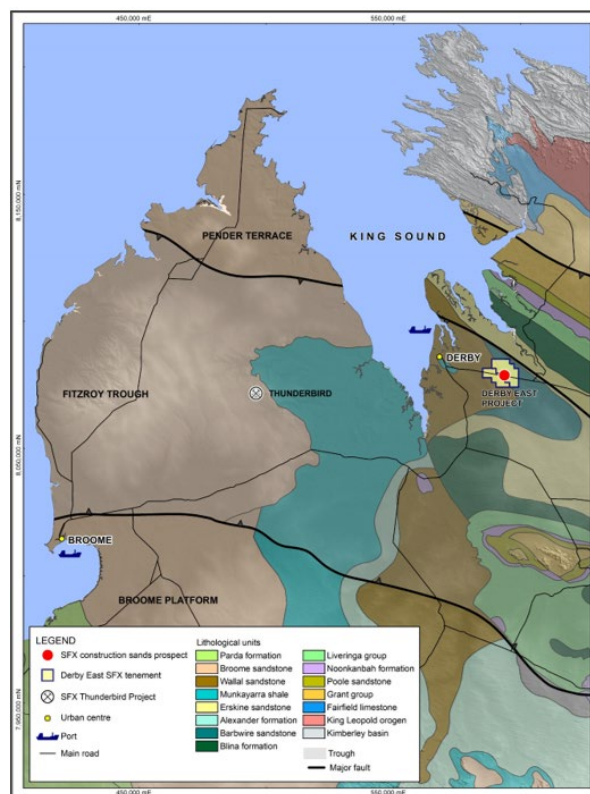 450,000 mE
550,000 mE
8,150,000 mN
PENDER TERRACE
KING SOUND
DERBY
FITZROY TROUGH
THUNDERBIRD
DERBY EAST
PROJECT
8,050,000 mN
BROOME
BROOME PLATFORM
LEGEND
SFX construction sands prospect
Derby East SFX tenement
SFX Thunderbird Project
Urban centre
Port
Main road
Lithological units
Parda formation
Broome sandstone
Wallal sandstone
Munkayarra shale
Erskine sandstone
Alexander formation
Barbwire sandstone
Blina formation
Liveringa group
Noonkanbah formation
Poole sandstone
Grant group
Fairfield limestone
King Leopold orogen
Kimberley basin
Trough
Major fault
7,950,000 mN
450,000 mE
550,000 mE